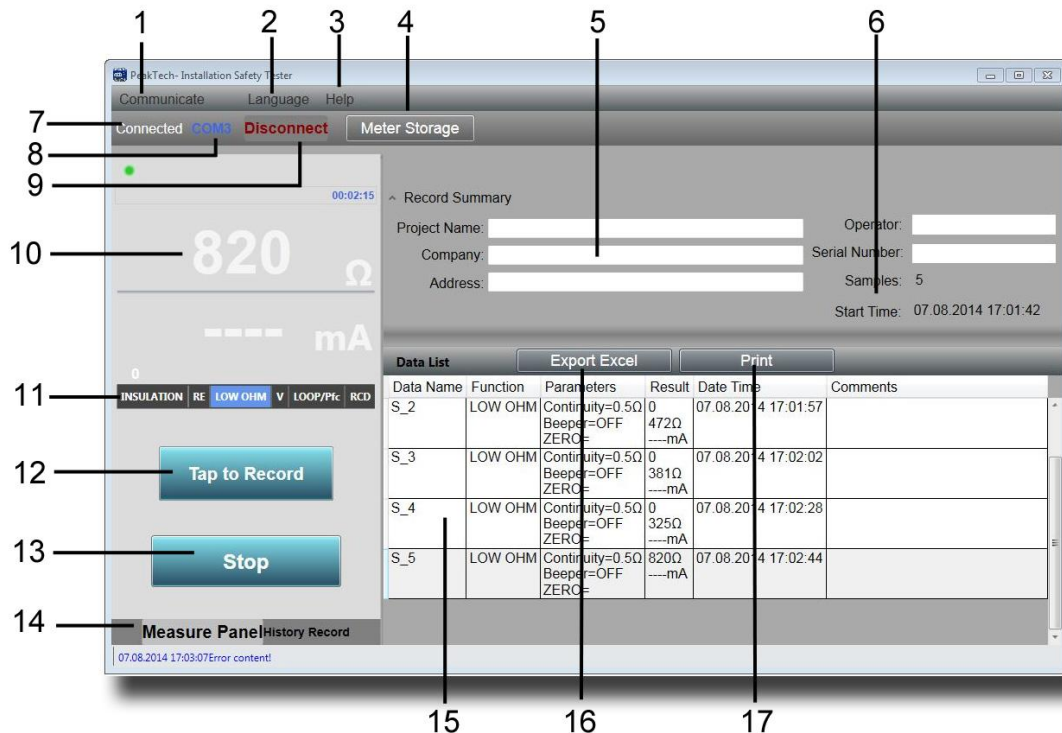 1 2 3 4 5 6
PeakTech- Installation Safety Tester
Communicate Language Help
7 Connected COM3 Disconnect Meter Storage
8
9
00:02:15
Record Summary
Project Name: Operator:
Company: Serial Number:
Address: Samples: 5
Start Time: 07.08.2014 17:01:42
10 820 Ω
---- mA
0
11 INSULATION RE LOW OHM V LOOP/Pfc RCD
12 Tap to Record
13 Stop
14 Measure Panel History Record
07.08.2014 17:03:07Error content!
Data List Export Excel Print
Data Name Function Parameters Result Date Time Comments
S_2 LOW OHM Continuity=0.5Ω 0 07.08.2014 17:01:57
Beeper=OFF 472Ω
ZERO= ----mA
S_3 LOW OHM Continuity=0.5Ω 0 07.08.2014 17:02:02
Beeper=OFF 381Ω
ZERO= ----mA
S_4 LOW OHM Continuity=0.5Ω 0 07.08.2014 17:02:28
Beeper=OFF 325Ω
ZERO= ----mA
S_5 LOW OHM Continuity=0.5Ω 820Ω 07.08.2014 17:02:44
Beeper=OFF ----mA
ZERO=
15 16 17